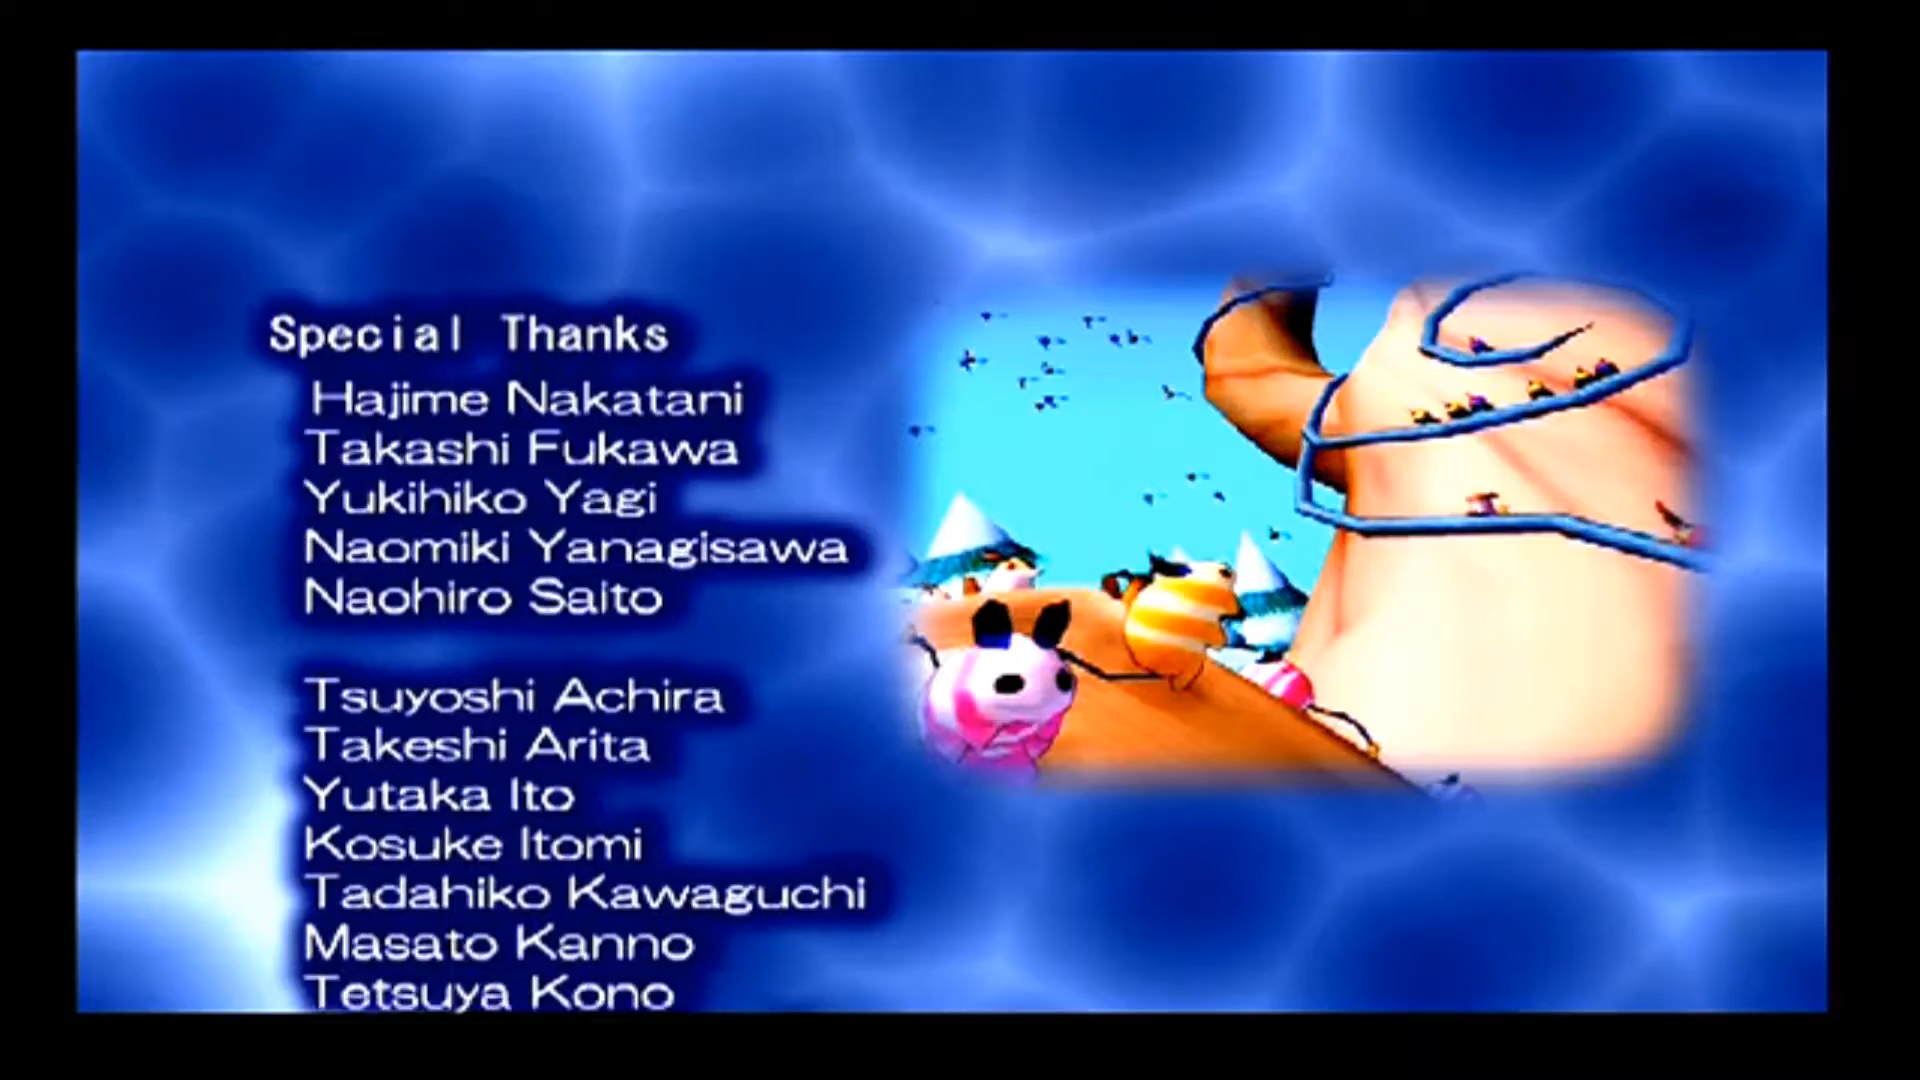 Special Thanks
Hajime Nakatani
Takashi Fukawa
Yukihiko Yagi
Naomiki Yanagisawa
Naohiro Saito
Tsuyoshi Achira
Takeshi Arita
Yutaka Ito
Kosuke Itomi
Tadahiko Kawaguchi
Masato Kanno
Tetsuya Kono